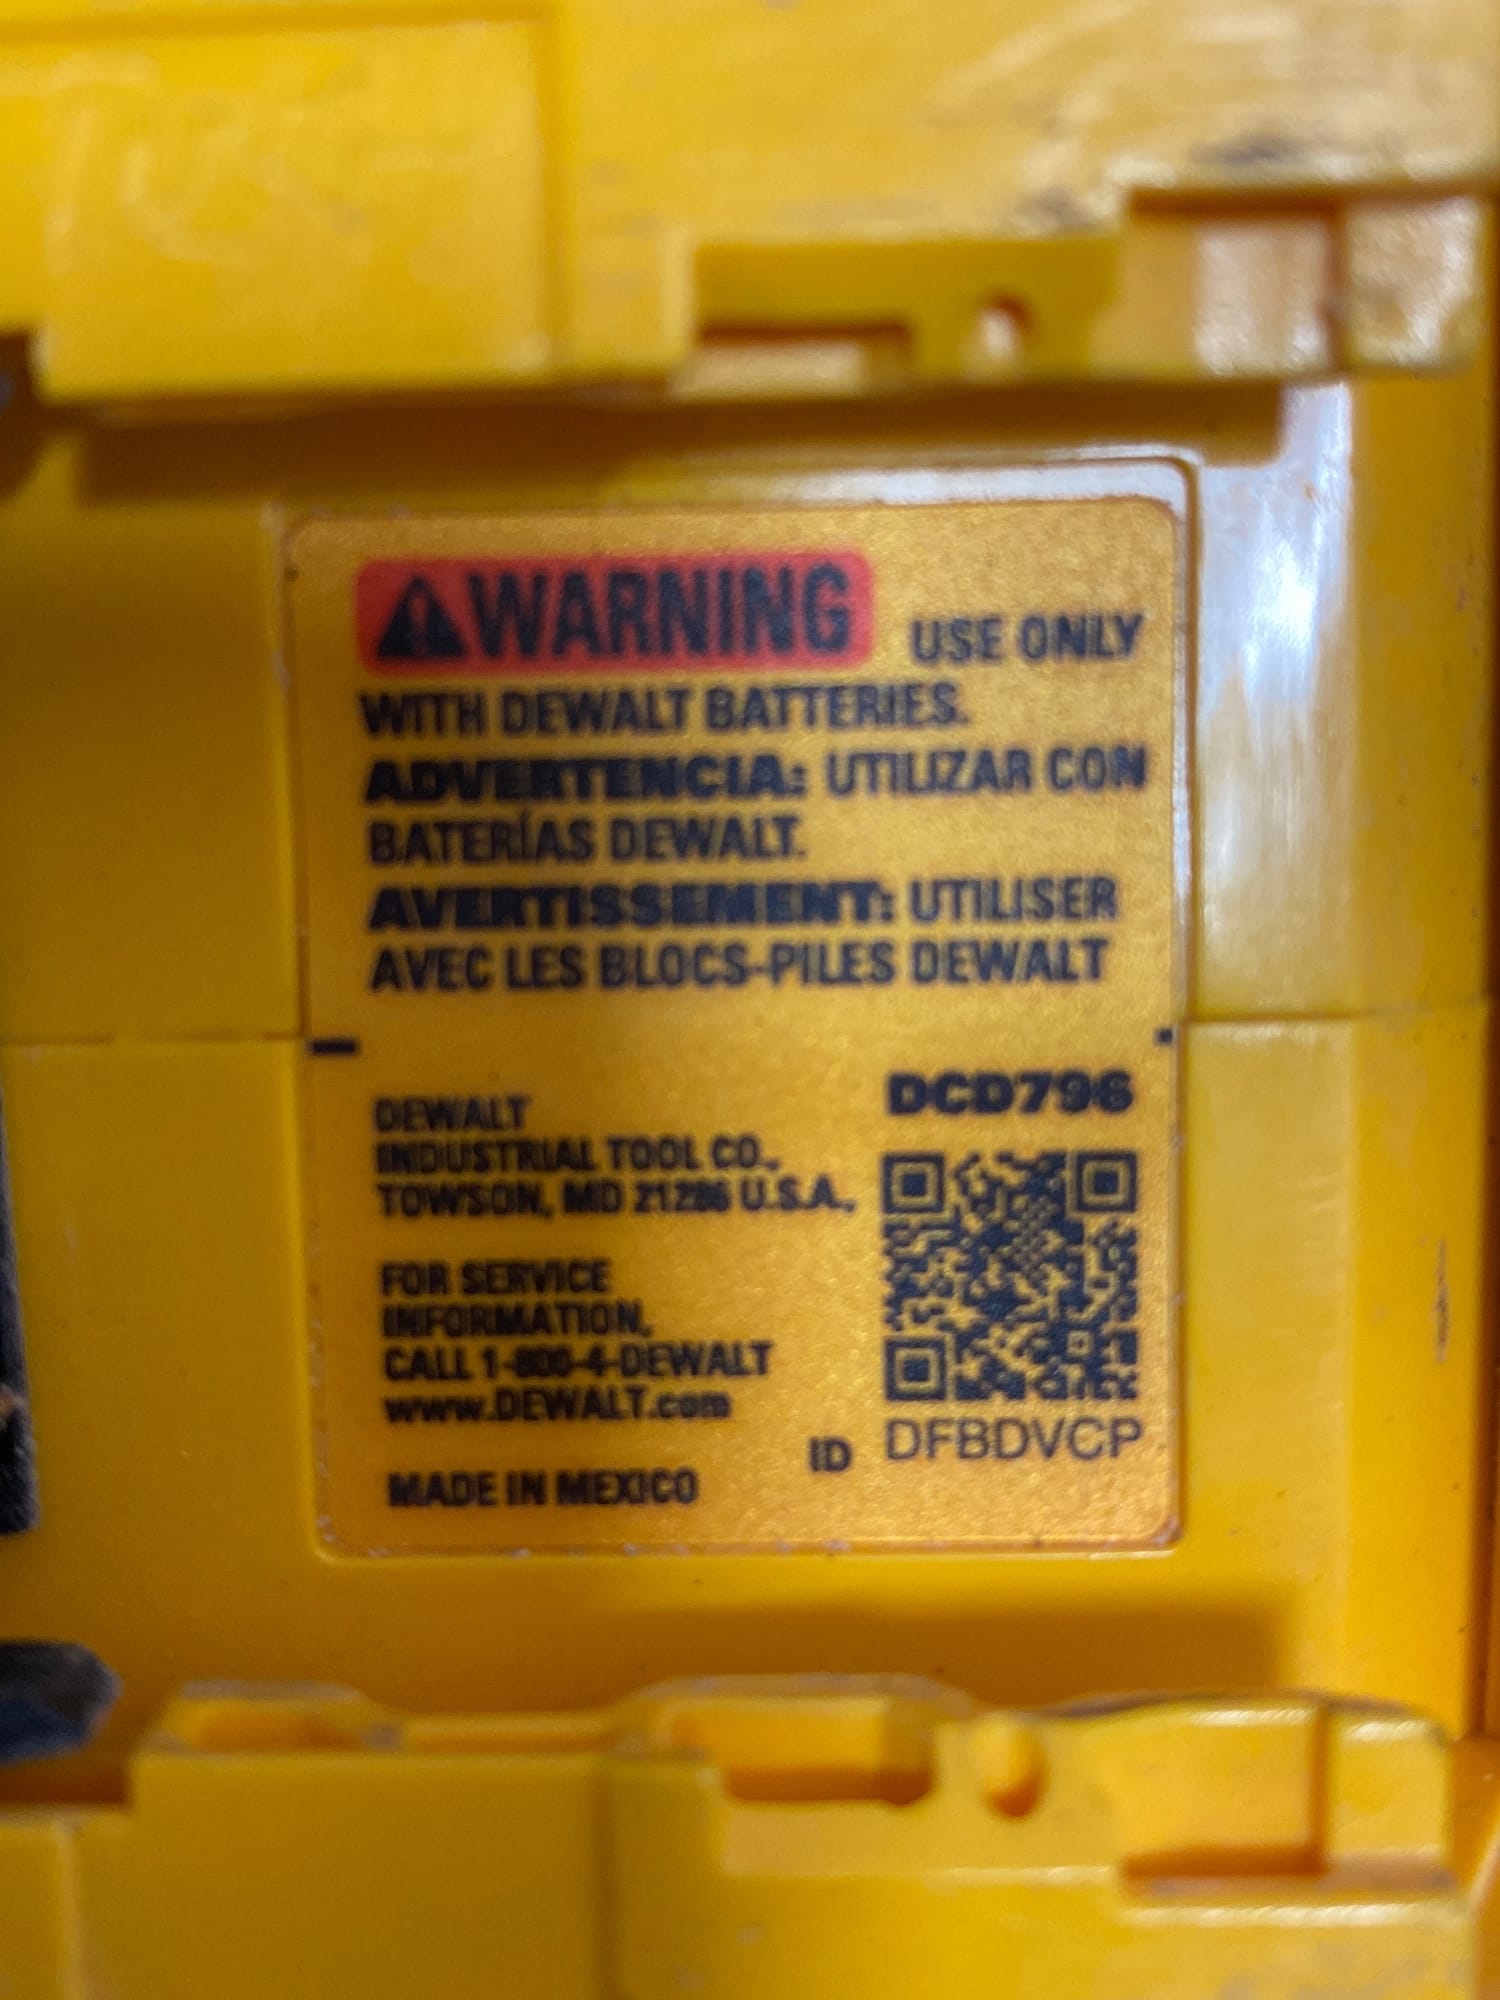 WARNING USE ONLY
WITH DEWALT BATTERIES.
ADVERTENCIA: UTILIZAR CON
BATERÍAS DEWALT.
AVERTISSEMENT: UTILISER
AVEC LES BLOCS-PILES DEWALT
DEWALT
INDUSTRIAL TOOL CO.,
TOWSON, MD 21286 U.S.A.,
FOR SERVICE
INFORMATION,
CALL 1-800-4-DEWALT
www.DEWALT.com
MADE IN MEXICO
DCD796
ID DFBDVCP